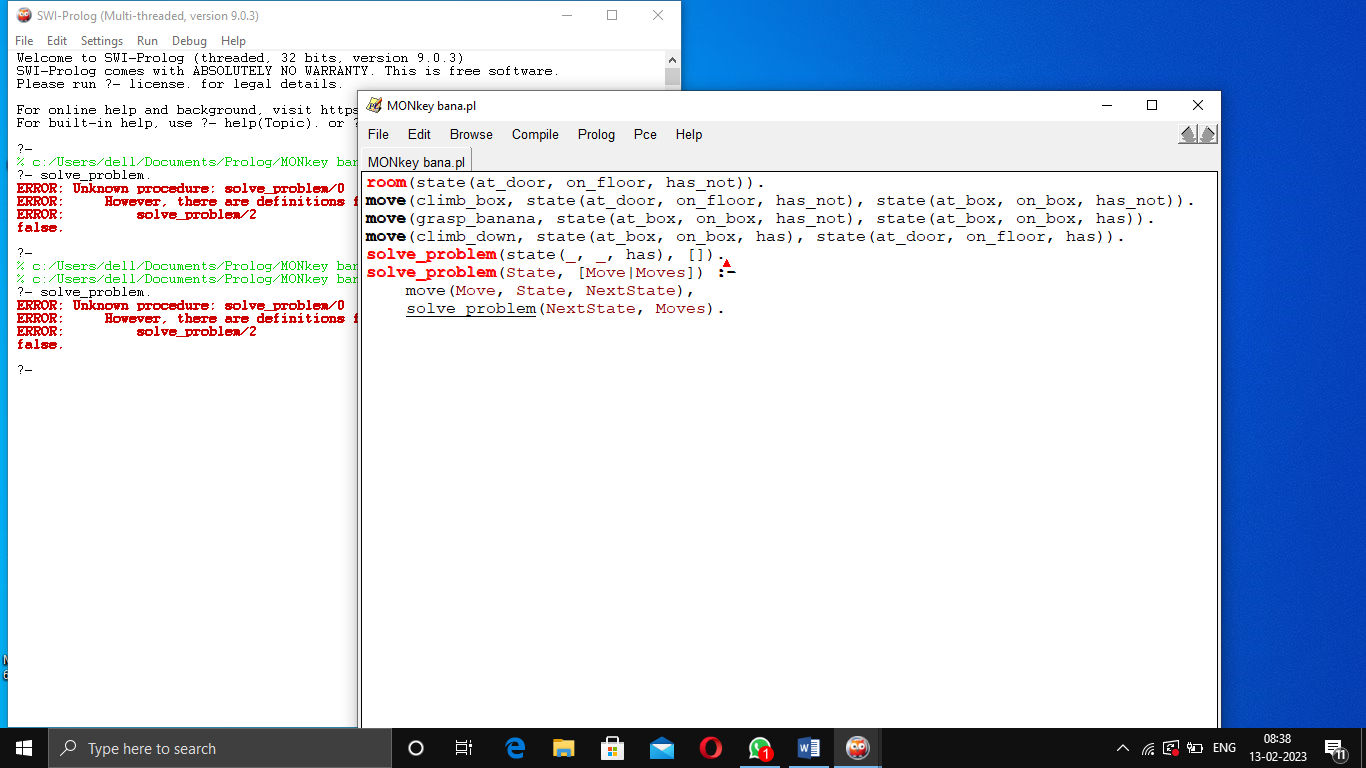 SWI-Prolog (Multi-threaded, version 9.0.3)
File Edit Settings Run Debug Help
Welcome to SWI-Prolog (threaded, 32 bits, version 9.0.3)
SWI-Prolog comes with ABSOLUTELY NO WARRANTY. This is free software.
Please run ?- license. for legal details.
For online help and background, visit https
For built-in help, use ?- help(Topic). or ?
?-
% c:/Users/dell/Documents/Prolog/MONkey ban
?- solve_problem.
ERROR: Unknown procedure: solve_problem/0
ERROR:     However, there are definitions f
ERROR:         solve_problem/2
false.
?-
% c:/Users/dell/Documents/Prolog/MONkey ban
% c:/Users/dell/Documents/Prolog/MONkey ban
?- solve_problem.
ERROR: Unknown procedure: solve_problem/0
ERROR:     However, there are definitions f
ERROR:         solve_problem/2
false.
?-
MONkey bana.pl
File Edit Browse Compile Prolog Pce Help
MONkey bana.pl
room(state(at_door, on_floor, has_not)).
move(climb_box, state(at_door, on_floor, has_not), state(at_box, on_box, has_not)).
move(grasp_banana, state(at_box, on_box, has_not), state(at_box, on_box, has)).
move(climb_down, state(at_box, on_box, has), state(at_door, on_floor, has)).
solve_problem(state(_, _, has), []).
solve_problem(State, [Move|Moves]) :-
    move(Move, State, NextState),
    solve_problem(NextState, Moves).
Type here to search
1
ENG
08:38
13-02-2023
11